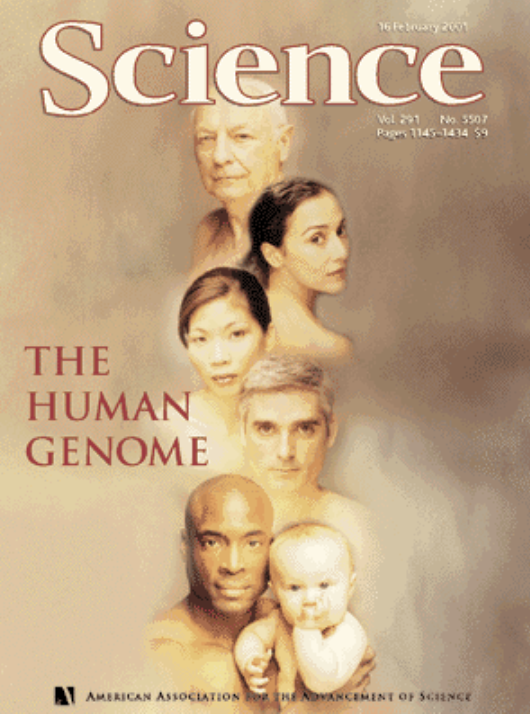 16 February 2001
Science
Vol. 291 No. 5507
Pages 1145–1434 $9
THE
HUMAN
GENOME
AMERICAN ASSOCIATION FOR THE ADVANCEMENT OF SCIENCE